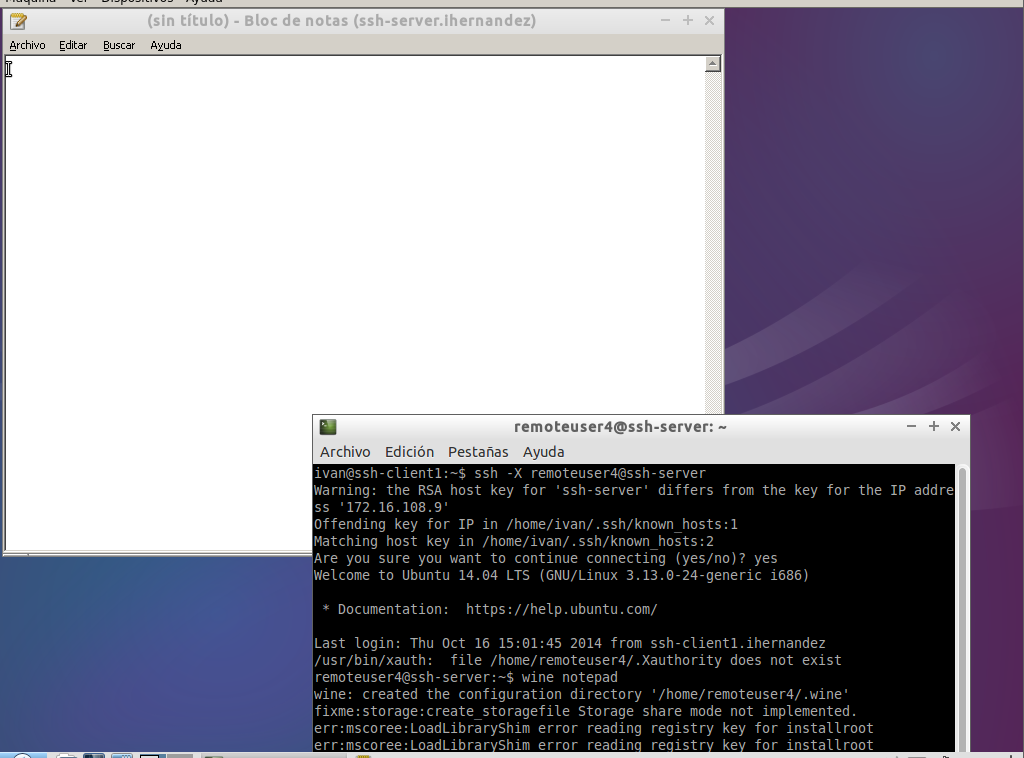 Máquina Ver Dispositivos Ayuda
(sin título) - Bloc de notas (ssh-server.ihernandez)
Archivo Editar Buscar Ayuda
remoteuser4@ssh-server: ~
Archivo Edición Pestañas Ayuda
ivan@ssh-client1:~$ ssh -X remoteuser4@ssh-server
Warning: the RSA host key for 'ssh-server' differs from the key for the IP addre
ss '172.16.108.9'
Offending key for IP in /home/ivan/.ssh/known_hosts:1
Matching host key in /home/ivan/.ssh/known_hosts:2
Are you sure you want to continue connecting (yes/no)? yes
Welcome to Ubuntu 14.04 LTS (GNU/Linux 3.13.0-24-generic i686)
* Documentation:  https://help.ubuntu.com/
Last login: Thu Oct 16 15:01:45 2014 from ssh-client1.ihernandez
/usr/bin/xauth:  file /home/remoteuser4/.Xauthority does not exist
remoteuser4@ssh-server:~$ wine notepad
wine: created the configuration directory '/home/remoteuser4/.wine'
fixme:storage:create_storagefile Storage share mode not implemented.
err:mscoree:LoadLibraryShim error reading registry key for installroot
err:mscoree:LoadLibraryShim error reading registry key for installroot